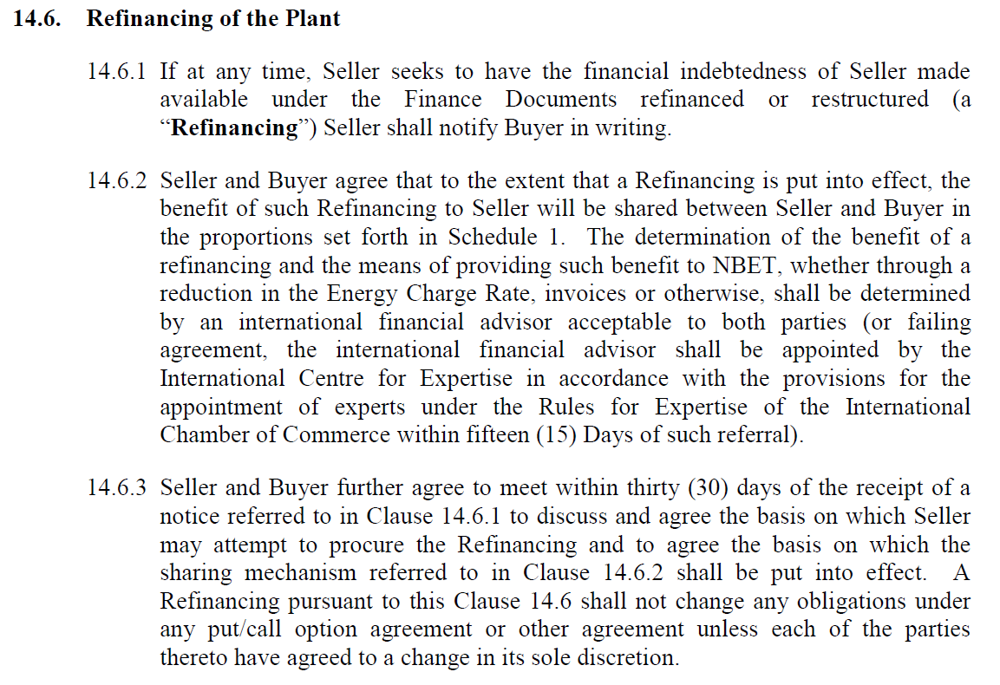 14.6. Refinancing of the Plant
14.6.1 If at any time, Seller seeks to have the financial indebtedness of Seller made
available under the Finance Documents refinanced or restructured (a
“Refinancing”) Seller shall notify Buyer in writing.
14.6.2 Seller and Buyer agree that to the extent that a Refinancing is put into effect, the
benefit of such Refinancing to Seller will be shared between Seller and Buyer in
the proportions set forth in Schedule 1. The determination of the benefit of a
refinancing and the means of providing such benefit to NBET, whether through a
reduction in the Energy Charge Rate, invoices or otherwise, shall be determined
by an international financial advisor acceptable to both parties (or failing
agreement, the international financial advisor shall be appointed by the
International Centre for Expertise in accordance with the provisions for the
appointment of experts under the Rules for Expertise of the International
Chamber of Commerce within fifteen (15) Days of such referral).
14.6.3 Seller and Buyer further agree to meet within thirty (30) days of the receipt of a
notice referred to in Clause 14.6.1 to discuss and agree the basis on which Seller
may attempt to procure the Refinancing and to agree the basis on which the
sharing mechanism referred to in Clause 14.6.2 shall be put into effect. A
Refinancing pursuant to this Clause 14.6 shall not change any obligations under
any put/call option agreement or other agreement unless each of the parties
thereto have agreed to a change in its sole discretion.